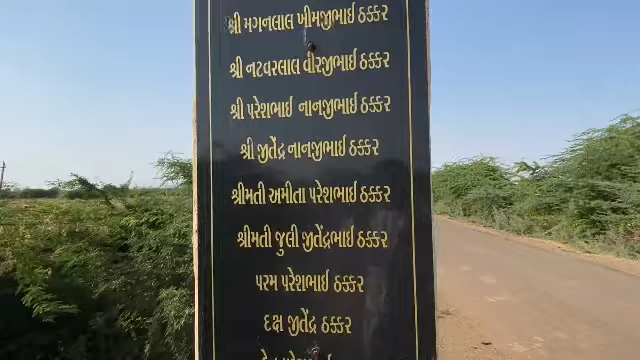 શ્રી મગનલાલ ખીમજીભાઈ ઠક્કર
શ્રી નટવરલાલ વીરજીભાઈ ઠક્કર
શ્રી પરેશભાઈ નાનજીભાઈ ઠક્કર
શ્રી જીતેંદ્ર નાનજીભાઈ ઠક્કર
શ્રીમતી અમીતા પરેશભાઈ ઠક્કર
શ્રીમતી જુલી જીતેંદ્રભાઈ ઠક્કર
પરમ પરેશભાઈ ઠક્કર
દક્ષ જીતેંદ્ર ઠક્કર